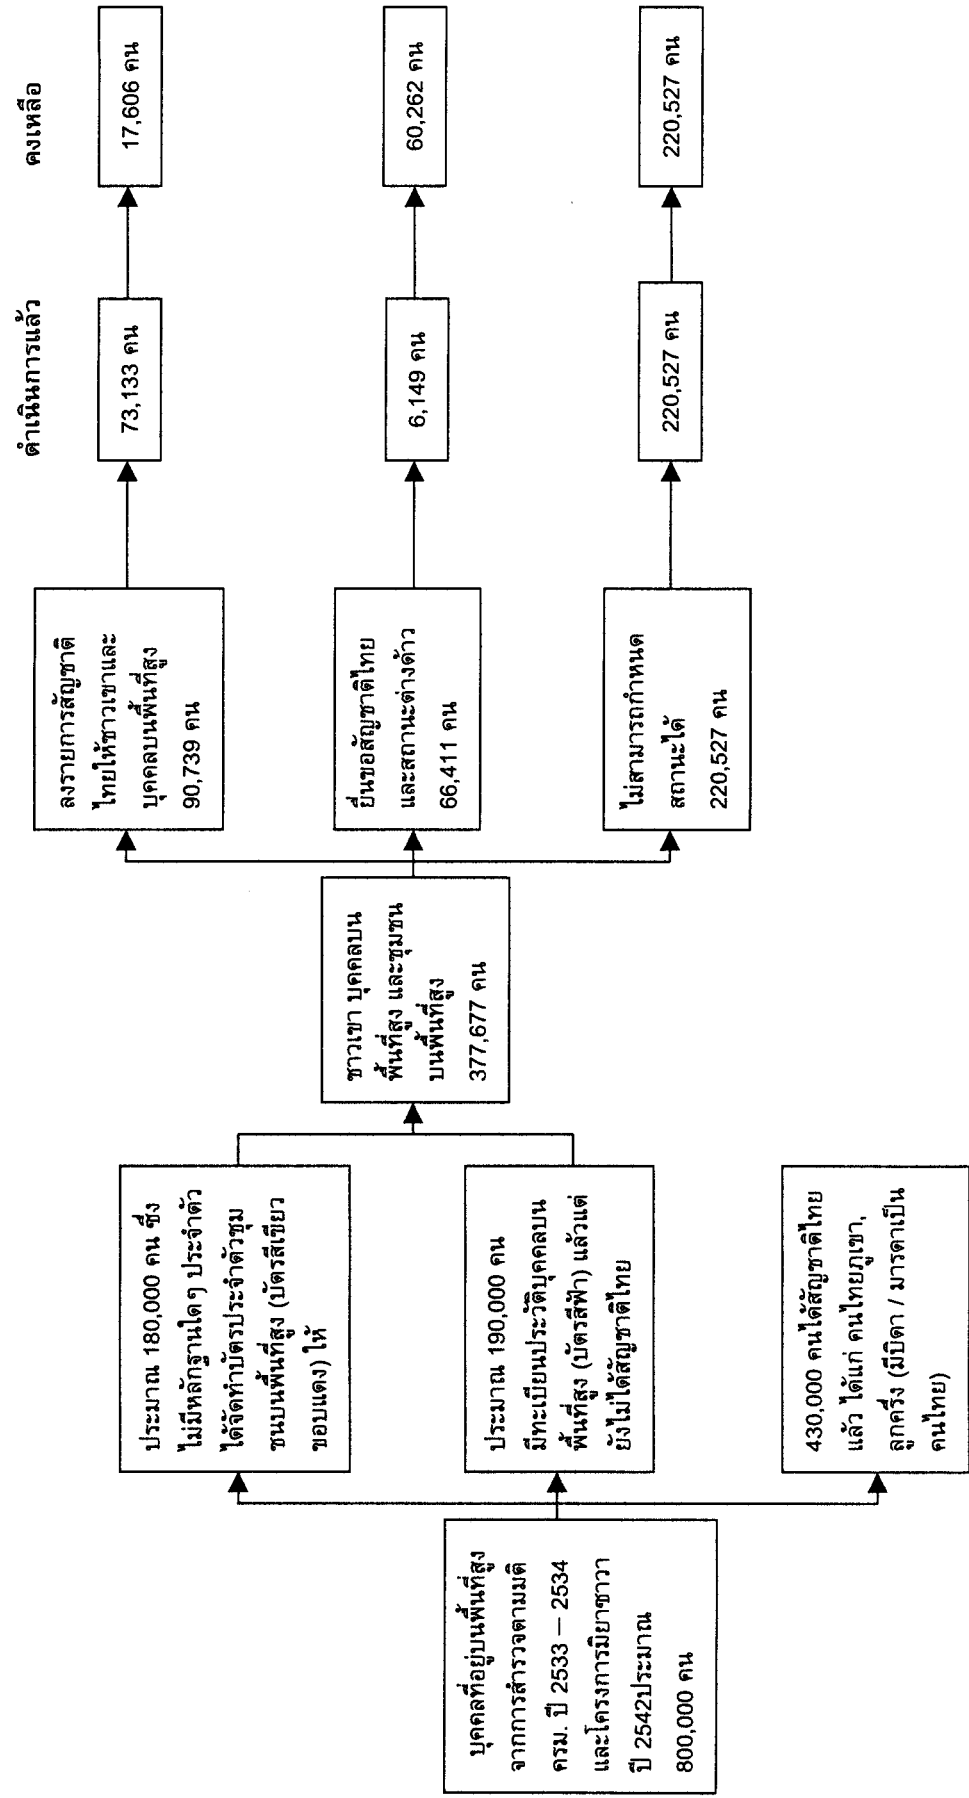 บุคคลที่อยู่บนพื้นที่สูง
จากการสำรวจตามมติ
ครม. ปี 2533 – 2534
และโครงการมิยาซาวา
ปี 2542ประมาณ
800,000 คน
ประมาณ 180,000 คน ซึ่ง
ไม่มีหลักฐานใดๆ ประจำตัว
ได้จัดทำบัตรประจำตัวชุม
ชนบนพื้นที่สูง (บัตรสีเขียว
ขอบแดง) ให้
ประมาณ 190,000 คน
มีทะเบียนประวัติบุคคลบน
พื้นที่สูง (บัตรสีฟ้า) แล้วแต่
ยังไม่ได้สัญชาติไทย
430,000 คนได้สัญชาติไทย
แล้ว ได้แก่ คนไทยภูเขา,
ลูกครึ่ง (มีบิดา / มารดาเป็น
คนไทย)
ชาวเขา บุคคลบน
พื้นที่สูง และชุมชน
บนพื้นที่สูง
377,677 คน
ลงรายการสัญชาติ
ไทยให้ชาวเขาและ
บุคคลบนพื้นที่สูง
90,739 คน
ยื่นขอสัญชาติไทย
และสถานะต่างด้าว
66,411 คน
ไม่สามารถกำหนด
สถานะได้
220,527 คน
ดำเนินการแล้ว
73,133 คน
6,149 คน
220,527 คน
คงเหลือ
17,606 คน
60,262 คน
220,527 คน